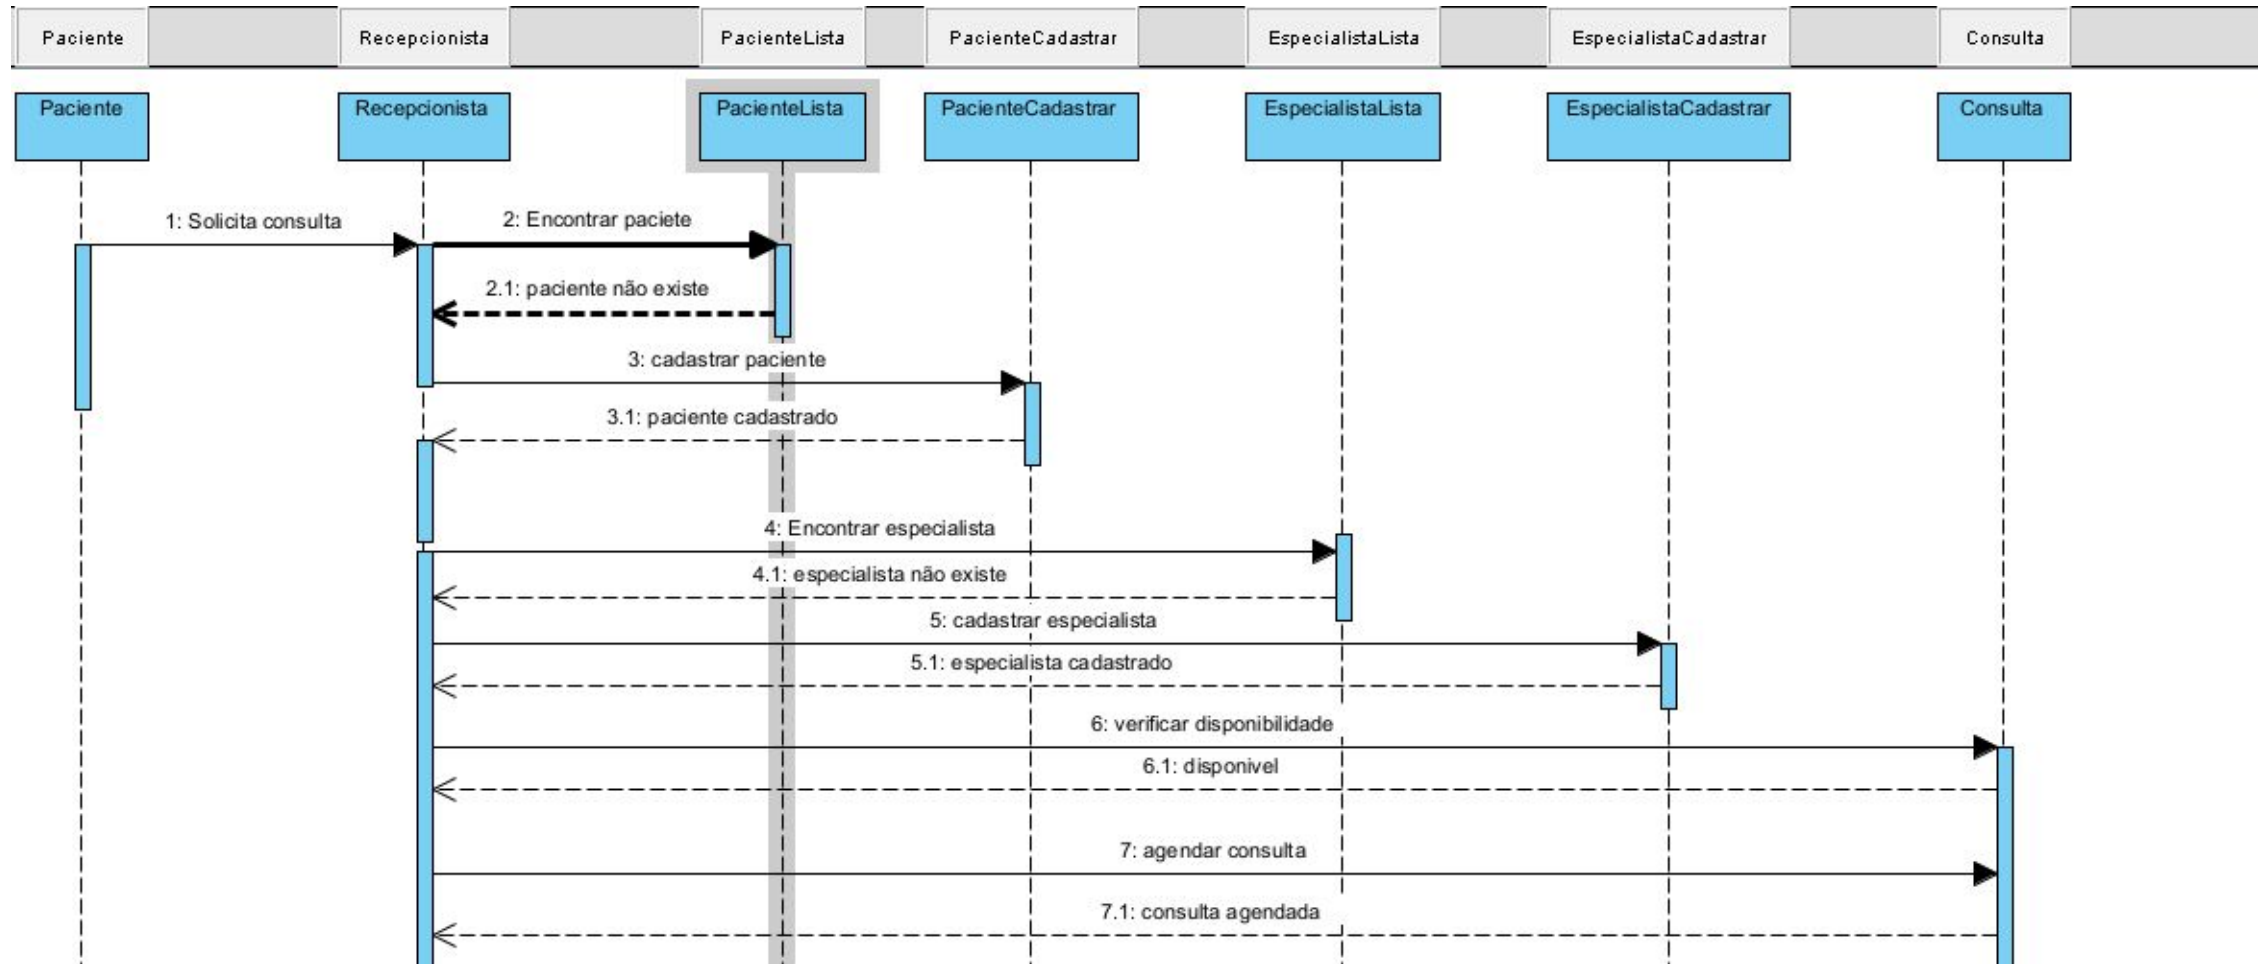 Paciente
Recepcionista
PacienteLista
PacienteCadastrar
EspecialistaLista
EspecialistaCadastrar
Consulta
Paciente
Recepcionista
PacienteLista
PacienteCadastrar
EspecialistaLista
EspecialistaCadastrar
Consulta
1: Solicita consulta
2: Encontrar paciete
2.1: paciente não existe
3: cadastrar paciente
3.1: paciente cadastrado
4: Encontrar especialista
4.1: especialista não existe
5: cadastrar especialista
5.1: especialista cadastrado
6: verificar disponibilidade
6.1: disponivel
7: agendar consulta
7.1: consulta agendada